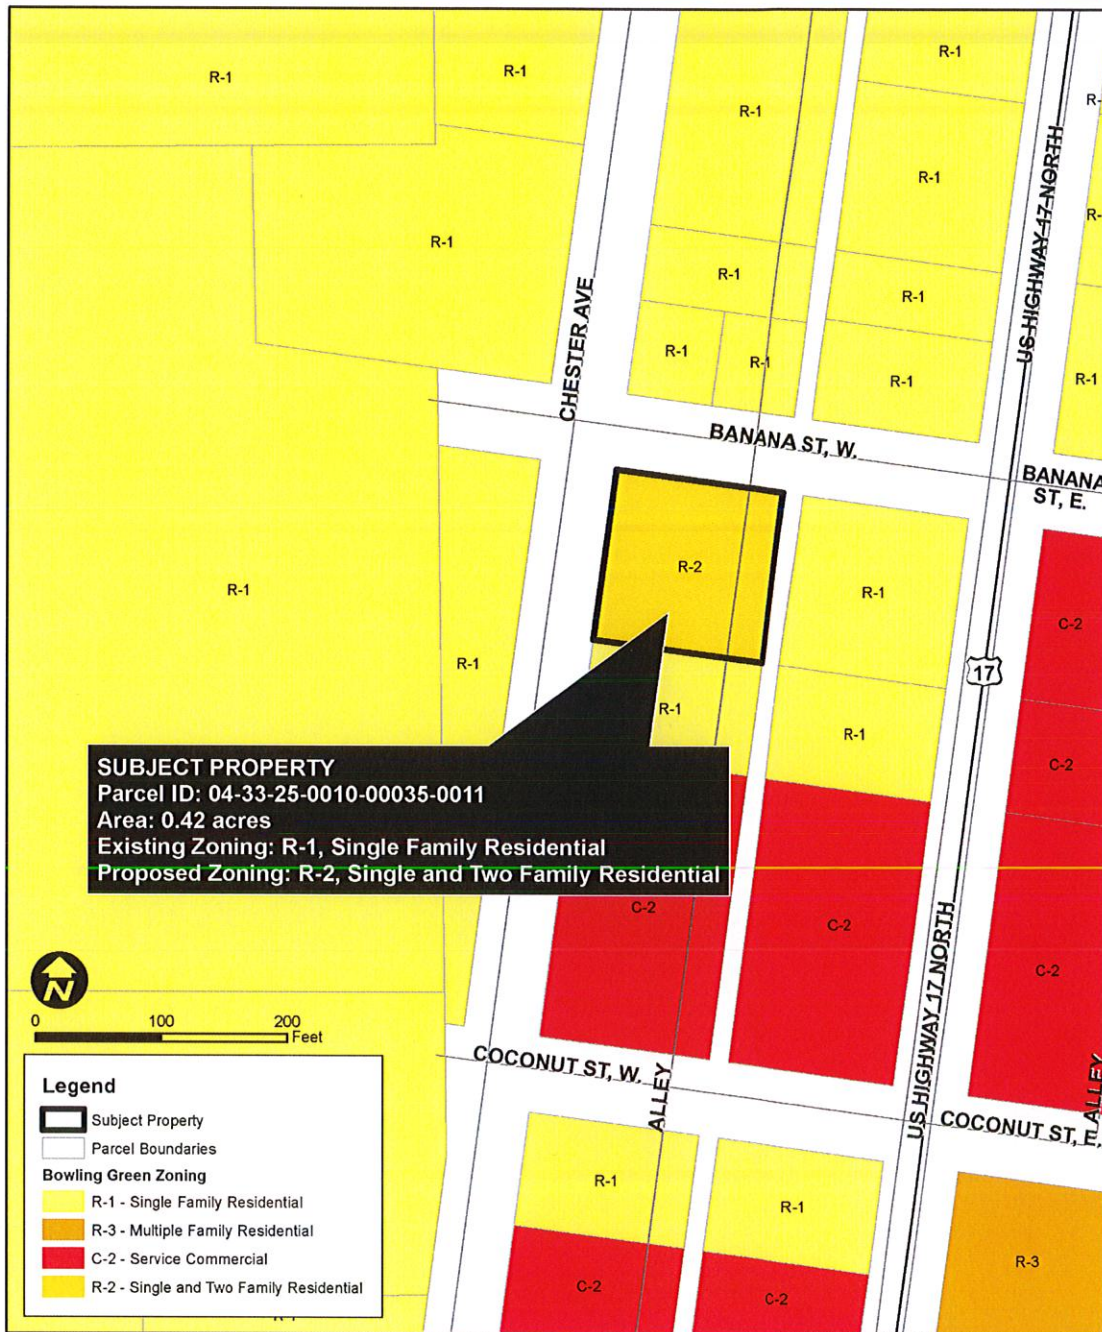 R-1
R-1
R-1
R-1
R-
R-1
R-
R-1
R-1
R-1
R-1
R-1
R-1
R-1
R-1
CHESTER AVE
US HIGHWAY 17 NORTH
BANANA ST, W.
BANANA
ST, E.
R-2
R-1
R-1
C-2
R-1
17
R-1
R-1
C-2
SUBJECT PROPERTY
Parcel ID: 04-33-25-0010-00035-0011
Area: 0.42 acres
Existing Zoning: R-1, Single Family Residential
Proposed Zoning: R-2, Single and Two Family Residential
C-2
C-2
C-2
US HIGHWAY 17 NORTH
N
0 100 200
Feet
COCONUT ST, W.
ALLEY
ALLEY
COCONUT ST, E.
R-1
R-1
R-3
C-2
C-2
Legend
Subject Property
Parcel Boundaries
Bowling Green Zoning
R-1 - Single Family Residential
R-3 - Multiple Family Residential
C-2 - Service Commercial
R-2 - Single and Two Family Residential